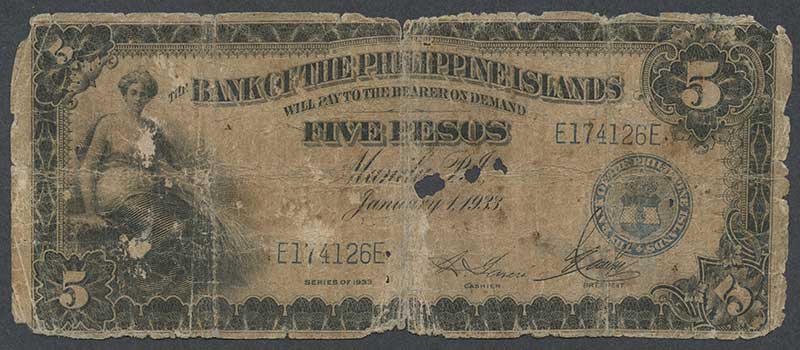 5
5
THE BANK OF THE PHILIPPINE ISLANDS
WILL PAY TO THE BEARER ON DEMAND
FIVE PESOS
E174126E
Manila, P.I.,
January 1, 1933
E174126E
SERIES OF 1933
CASHIER
PRESIDENT
5
5